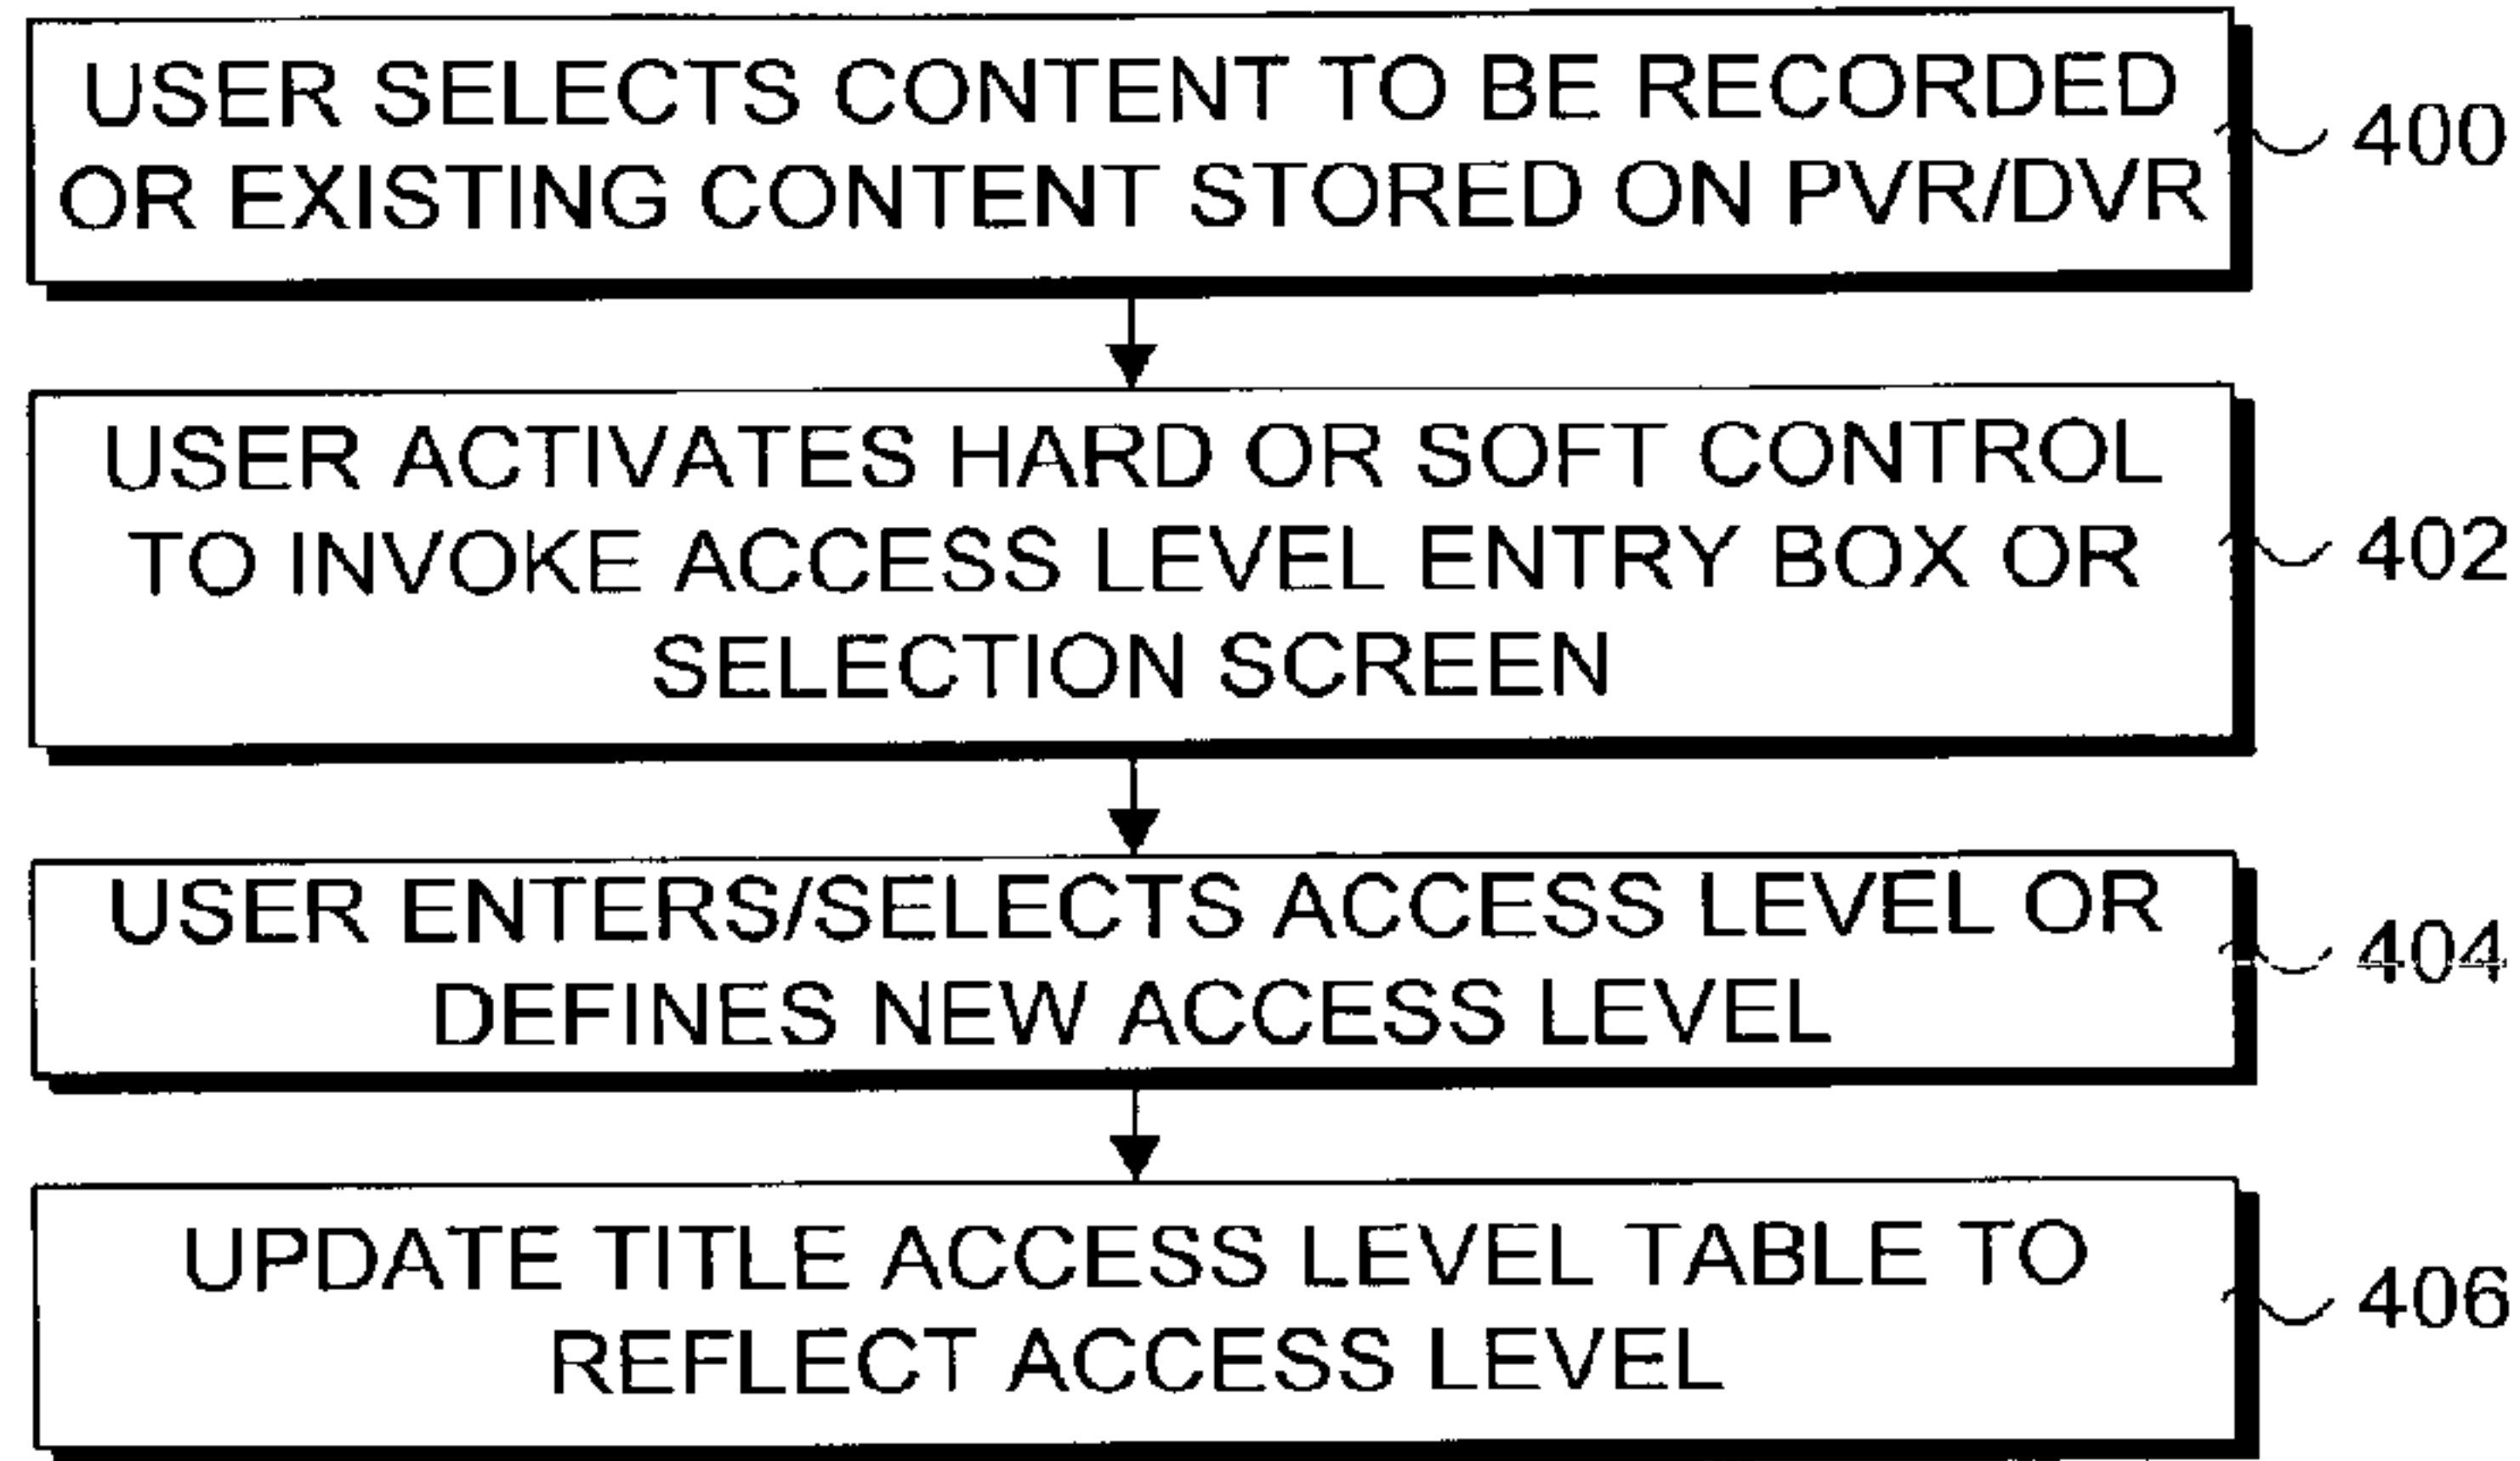 USER SELECTS CONTENT TO BE RECORDED
OR EXISTING CONTENT STORED ON PVR/DVR
400
USER ACTIVATES HARD OR SOFT CONTROL
TO INVOKE ACCESS LEVEL ENTRY BOX OR
SELECTION SCREEN
402
USER ENTERS/SELECTS ACCESS LEVEL OR
DEFINES NEW ACCESS LEVEL
404
UPDATE TITLE ACCESS LEVEL TABLE TO
REFLECT ACCESS LEVEL
406